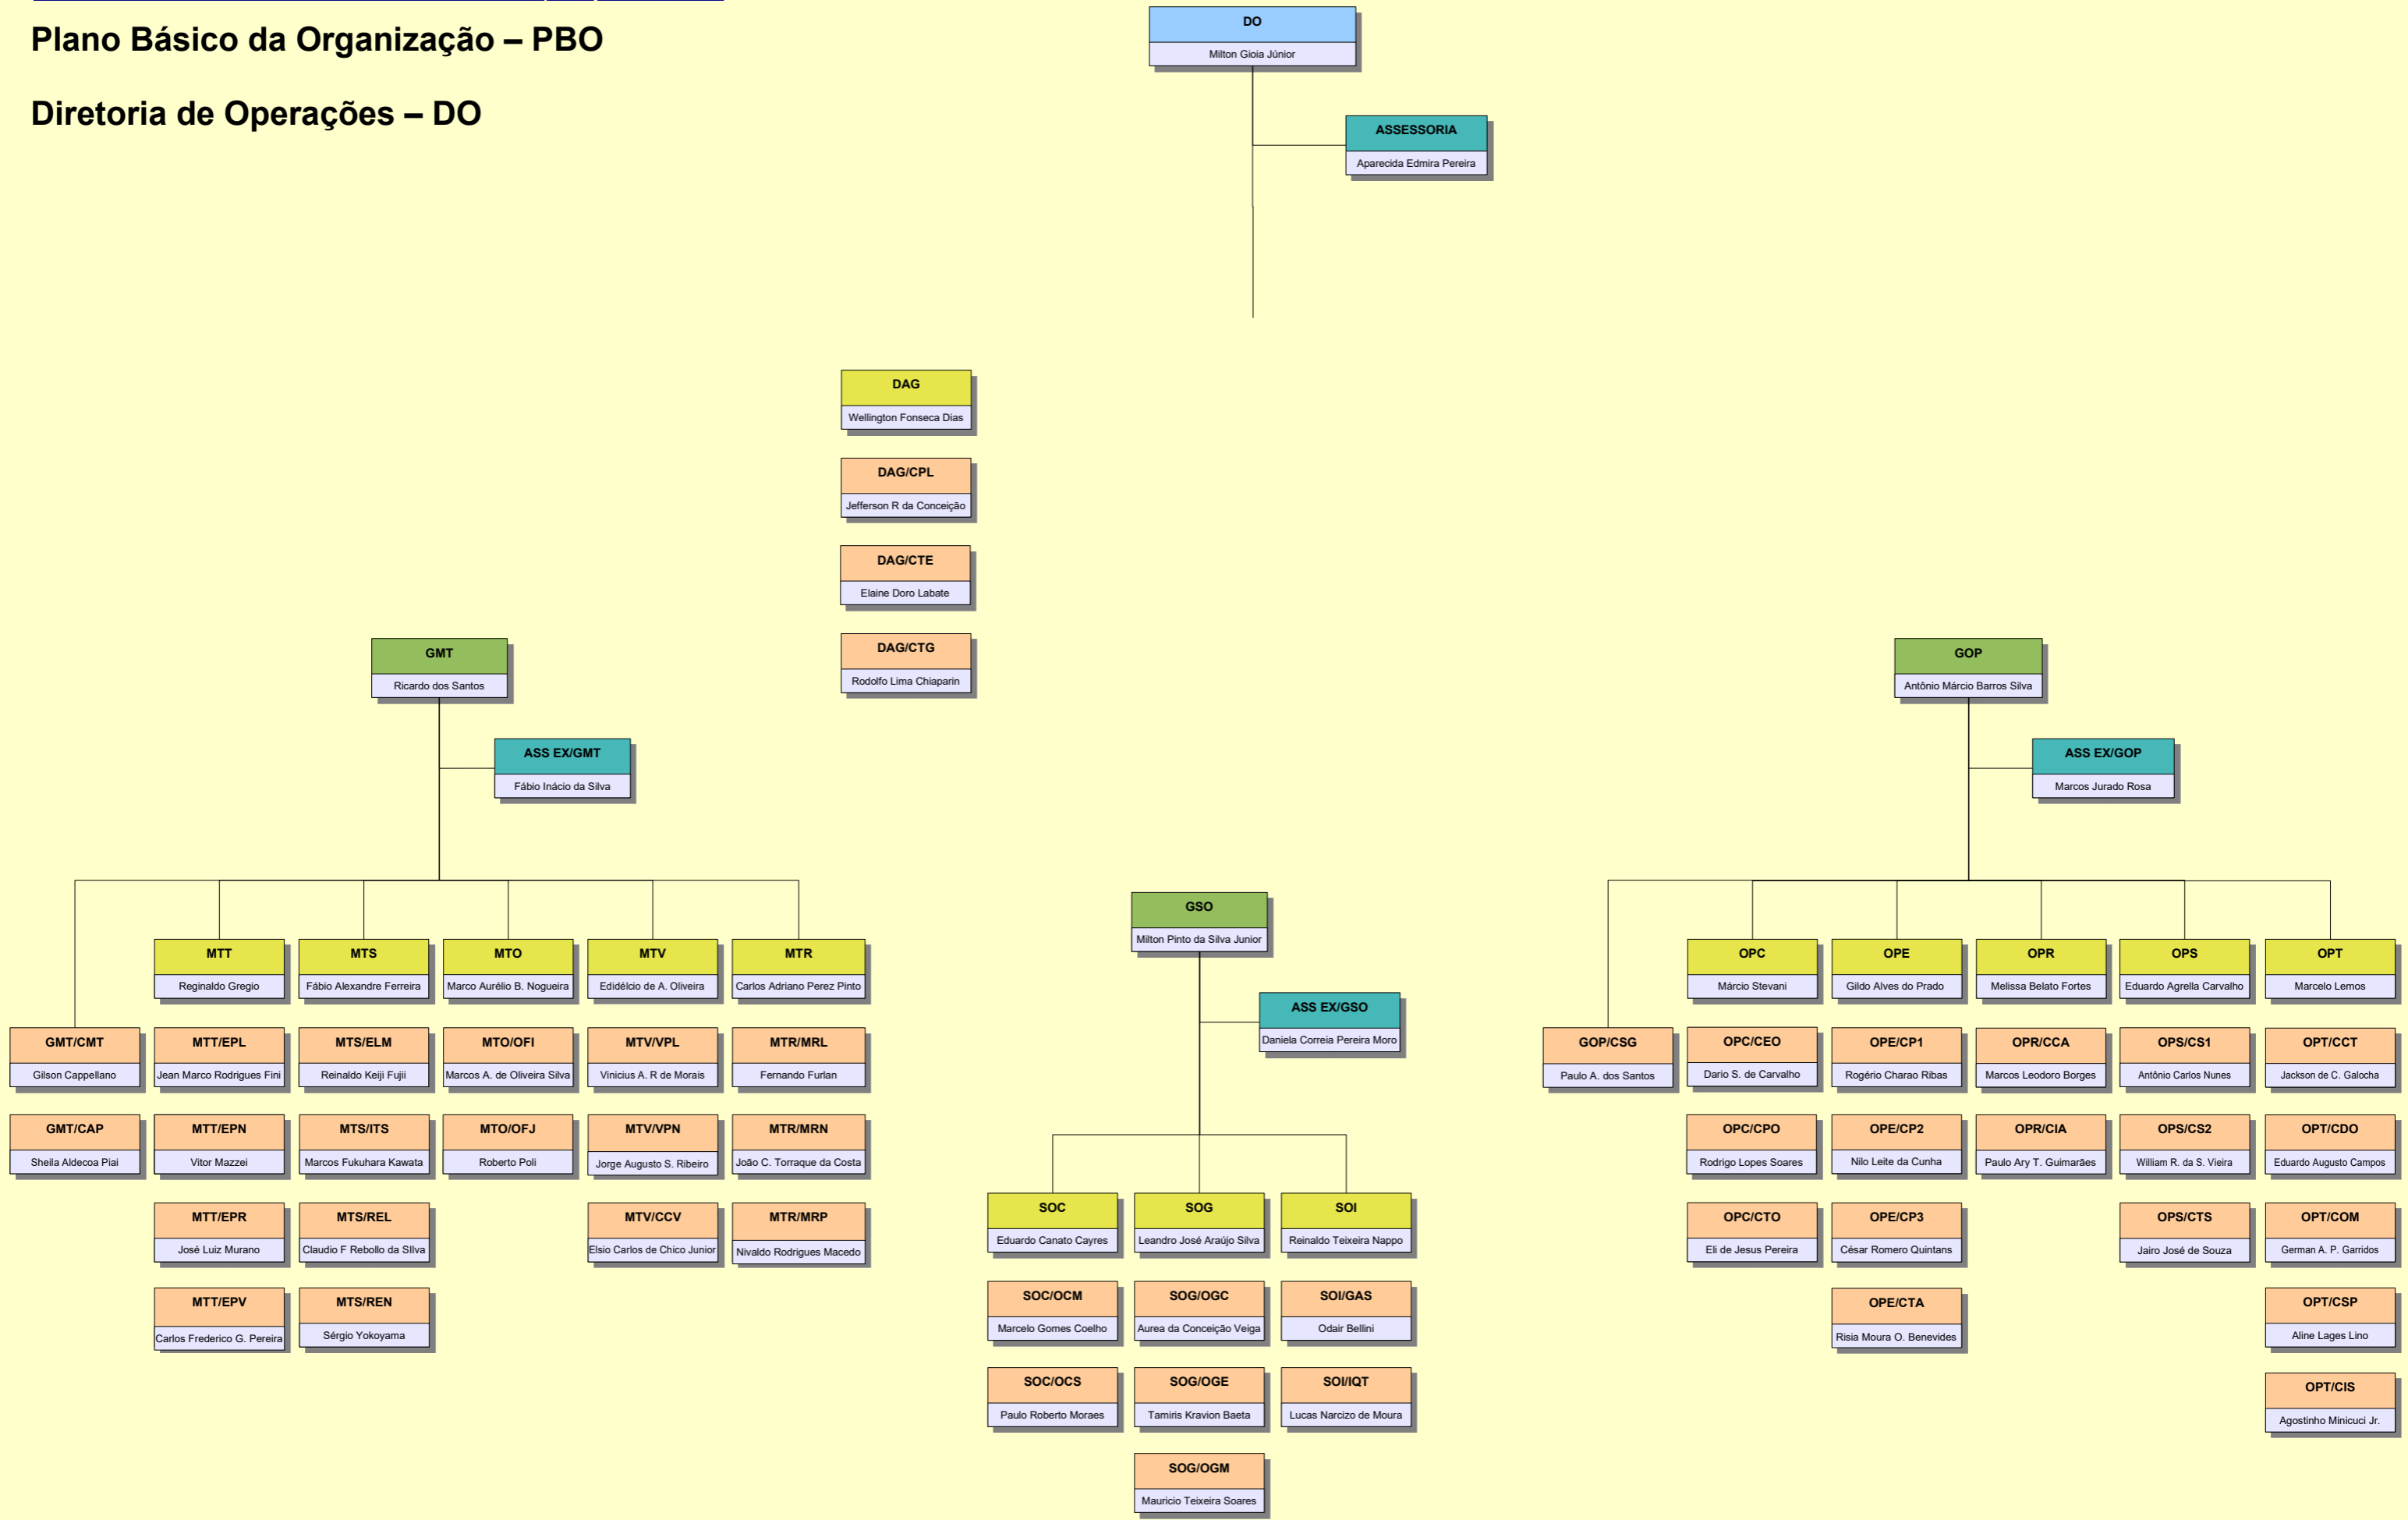 Plano Básico da Organização – PBO
Diretoria de Operações – DO
DO
Milton Gioia Júnior
ASSESSORIA
Aparecida Edmira Pereira
DAG
Wellington Fonseca Dias
DAG/CPL
Jefferson R da Conceição
DAG/CTE
Elaine Doro Labate
DAG/CTG
Rodolfo Lima Chiaparin
GMT
Ricardo dos Santos
ASS EX/GMT
Fábio Inácio da Silva
MTT
Reginaldo Gregio
MTS
Fábio Alexandre Ferreira
MTO
Marco Aurélio B. Nogueira
MTV
Edidélcio de A. Oliveira
MTR
Carlos Adriano Perez Pinto
GMT/CMT
Gilson Cappellano
MTT/EPL
Jean Marco Rodrigues Fini
MTS/ELM
Reinaldo Keiji Fujii
MTO/OFI
Marcos A. de Oliveira Silva
MTV/VPL
Vinicius A. R de Morais
MTR/MRL
Fernando Furlan
GMT/CAP
Sheila Aldecoa Piai
MTT/EPN
Vitor Mazzei
MTS/ITS
Marcos Fukuhara Kawata
MTO/OFJ
Roberto Poli
MTV/VPN
Jorge Augusto S. Ribeiro
MTR/MRN
João C. Torraque da Costa
MTT/EPR
José Luiz Murano
MTS/REL
Claudio F Rebollo da SIlva
MTV/CCV
Elsio Carlos de Chico Junior
MTR/MRP
Nivaldo Rodrigues Macedo
MTT/EPV
Carlos Frederico G. Pereira
MTS/REN
Sérgio Yokoyama
GSO
Milton Pinto da Silva Junior
ASS EX/GSO
Daniela Correia Pereira Moro
SOC
Eduardo Canato Cayres
SOG
Leandro José Araújo Silva
SOI
Reinaldo Teixeira Nappo
SOC/OCM
Marcelo Gomes Coelho
SOG/OGC
Aurea da Conceição Veiga
SOI/GAS
Odair Bellini
SOC/OCS
Paulo Roberto Moraes
SOG/OGE
Tamiris Kravion Baeta
SOI/IQT
Lucas Narcizo de Moura
SOG/OGM
Mauricio Teixeira Soares
GOP
Antônio Márcio Barros Silva
ASS EX/GOP
Marcos Jurado Rosa
OPC
Márcio Stevani
OPE
Gildo Alves do Prado
OPR
Melissa Belato Fortes
OPS
Eduardo Agrella Carvalho
OPT
Marcelo Lemos
GOP/CSG
Paulo A. dos Santos
OPC/CEO
Dario S. de Carvalho
OPE/CP1
Rogério Charao Ribas
OPR/CCA
Marcos Leodoro Borges
OPS/CS1
Antônio Carlos Nunes
OPT/CCT
Jackson de C. Galocha
OPC/CPO
Rodrigo Lopes Soares
OPE/CP2
Nilo Leite da Cunha
OPR/CIA
Paulo Ary T. Guimarães
OPS/CS2
William R. da S. Vieira
OPT/CDO
Eduardo Augusto Campos
OPC/CTO
Eli de Jesus Pereira
OPE/CP3
César Romero Quintans
OPS/CTS
Jairo José de Souza
OPT/COM
German A. P. Garridos
OPE/CTA
Risia Moura O. Benevides
OPT/CSP
Aline Lages Lino
OPT/CIS
Agostinho Minicuci Jr.